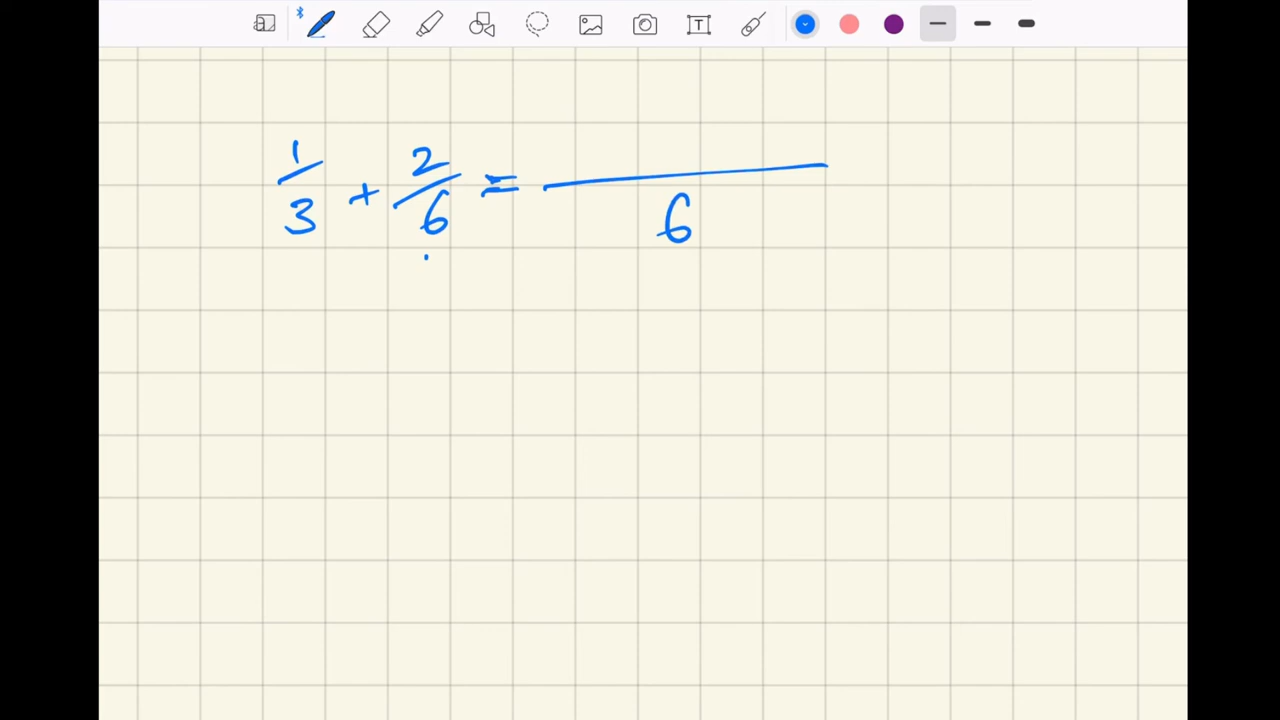 1/3 + 2/6 = /6